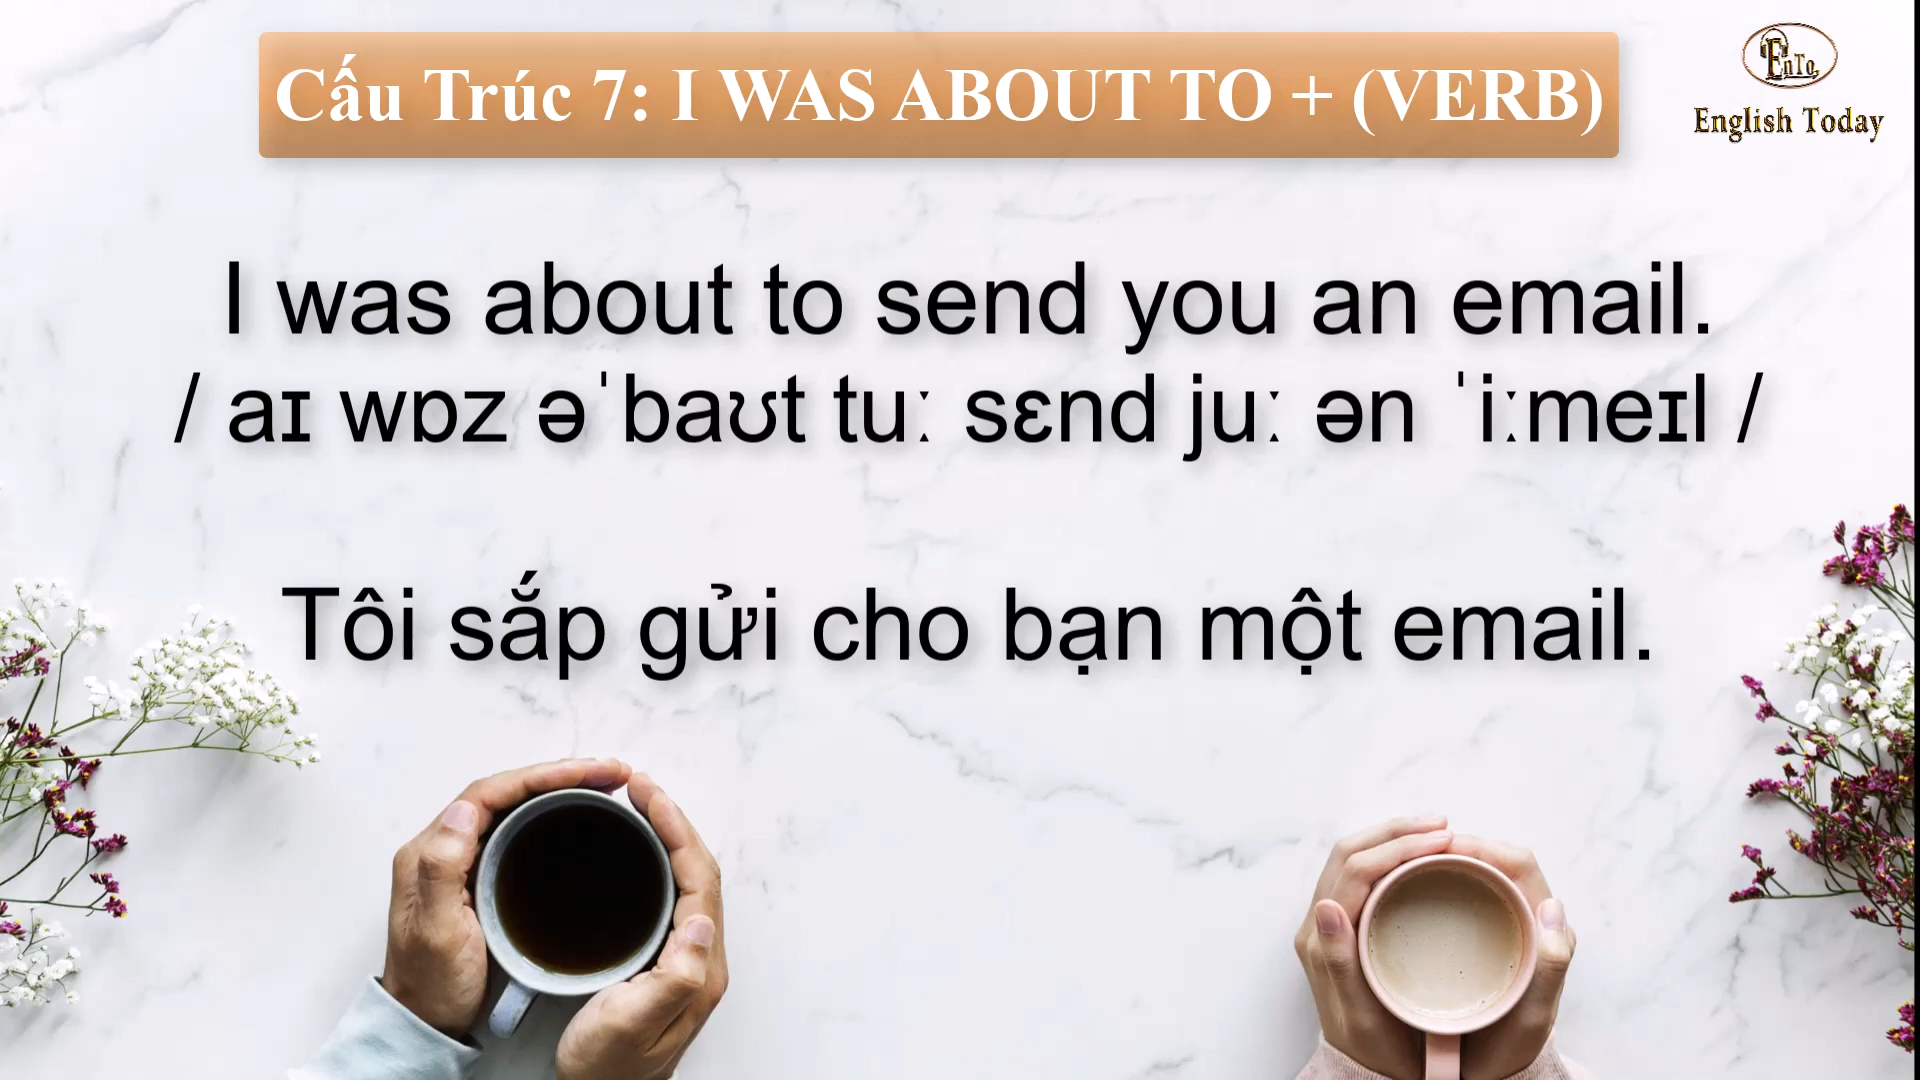 Cấu Trúc 7: I WAS ABOUT TO + (VERB)
EnTo
English Today
I was about to send you an email.
/ aɪ wɒz əˈbaʊt tuː sɛnd juː ən ˈiːmeɪl /
Tôi sắp gửi cho bạn một email.